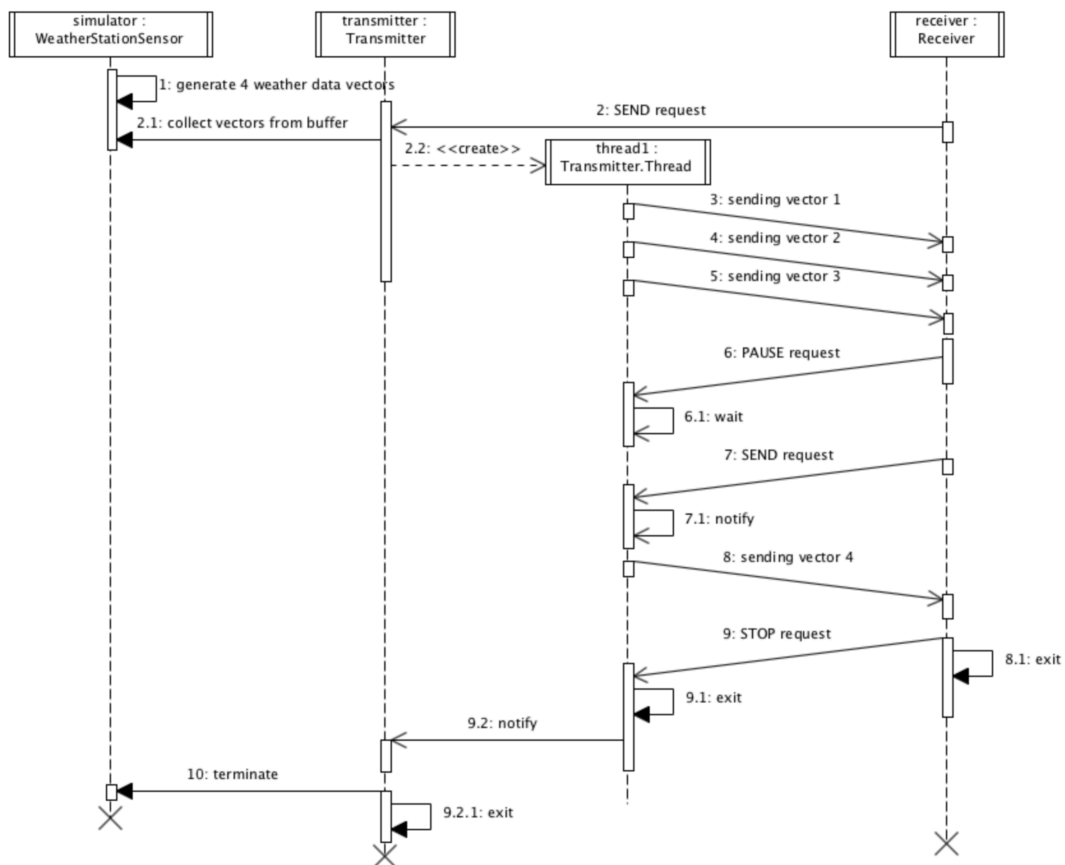 simulator :
WeatherStationSensor
transmitter :
Transmitter
receiver :
Receiver
1: generate 4 weather data vectors
2: SEND request
2.1: collect vectors from buffer
2.2: <<create>>
thread1 :
Transmitter.Thread
3: sending vector 1
4: sending vector 2
5: sending vector 3
6: PAUSE request
6.1: wait
7: SEND request
7.1: notify
8: sending vector 4
9: STOP request
8.1: exit
9.1: exit
9.2: notify
10: terminate
9.2.1: exit